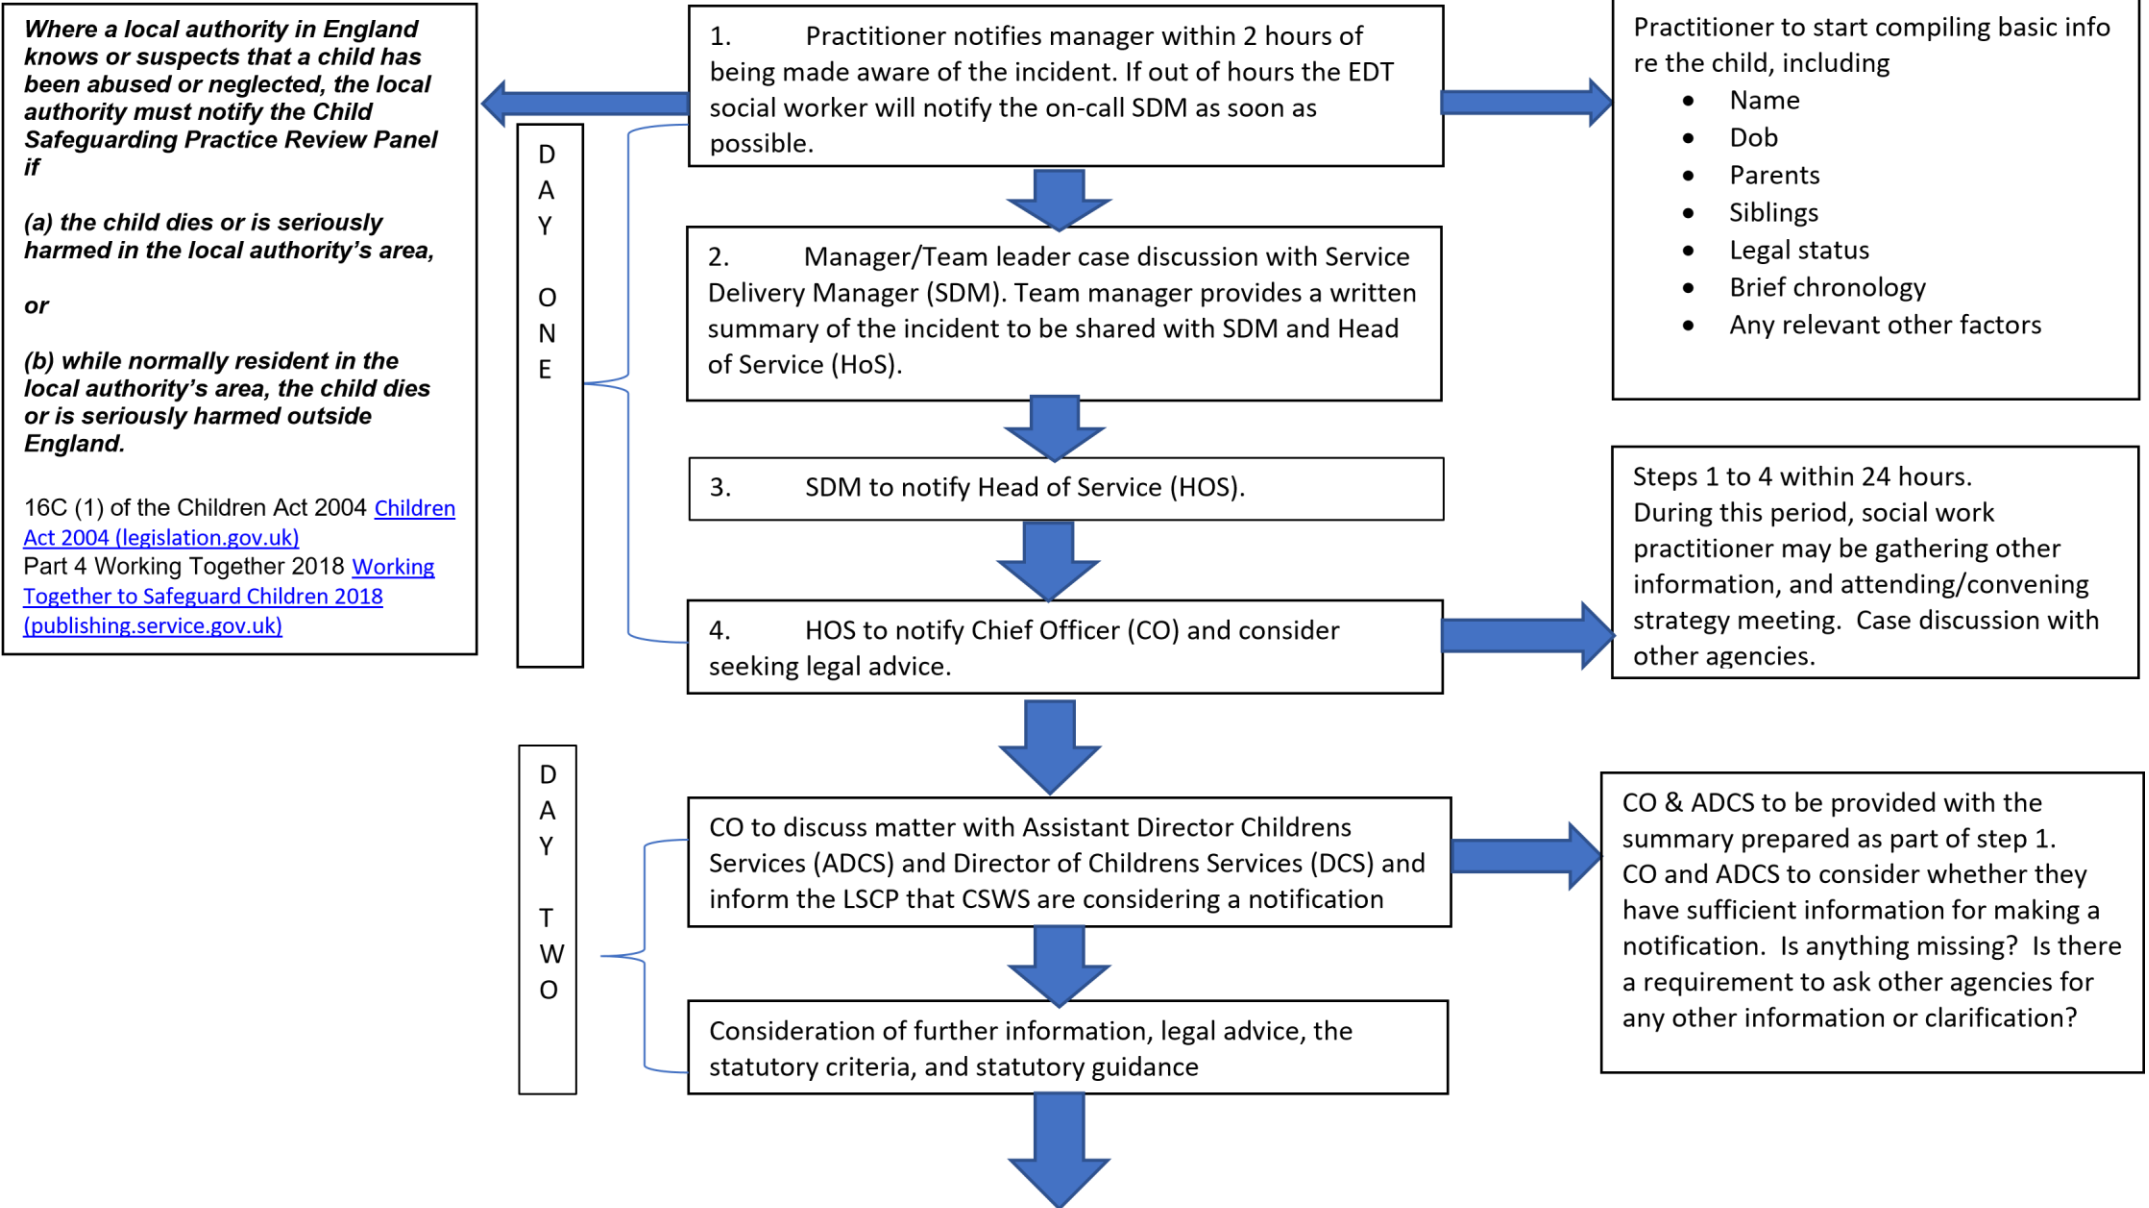 Where a local authority in England
knows or suspects that a child has
been abused or neglected, the local
authority must notify the Child
Safeguarding Practice Review Panel
if
(a) the child dies or is seriously
harmed in the local authority’s area,
or
(b) while normally resident in the
local authority’s area, the child dies
or is seriously harmed outside
England.
16C (1) of the Children Act 2004 Children
Act 2004 (legislation.gov.uk)
Part 4 Working Together 2018 Working
Together to Safeguard Children 2018
(publishing.service.gov.uk)
D
A
Y
O
N
E
1. Practitioner notifies manager within 2 hours of
being made aware of the incident. If out of hours the EDT
social worker will notify the on-call SDM as soon as
possible.
Practitioner to start compiling basic info
re the child, including
• Name
• Dob
• Parents
• Siblings
• Legal status
• Brief chronology
• Any relevant other factors
2. Manager/Team leader case discussion with Service
Delivery Manager (SDM). Team manager provides a written
summary of the incident to be shared with SDM and Head
of Service (HoS).
3. SDM to notify Head of Service (HOS).
4. HOS to notify Chief Officer (CO) and consider
seeking legal advice.
Steps 1 to 4 within 24 hours.
During this period, social work
practitioner may be gathering other
information, and attending/convening
strategy meeting. Case discussion with
other agencies.
D
A
Y
T
W
O
CO to discuss matter with Assistant Director Childrens
Services (ADCS) and Director of Childrens Services (DCS) and
inform the LSCP that CSWS are considering a notification
CO & ADCS to be provided with the
summary prepared as part of step 1.
CO and ADCS to consider whether they
have sufficient information for making a
notification. Is anything missing? Is there
a requirement to ask other agencies for
any other information or clarification?
Consideration of further information, legal advice, the
statutory criteria, and statutory guidance